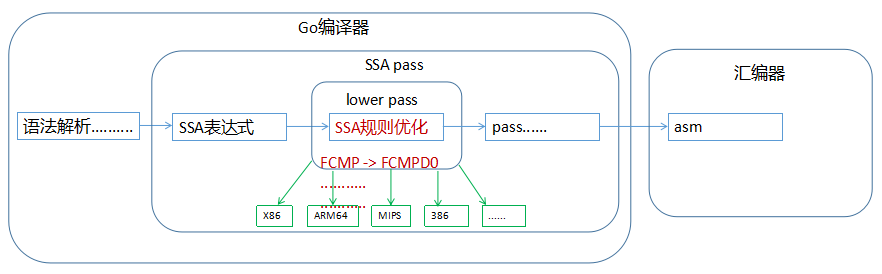 Go编译器
SSA pass
汇编器
lower pass
语法解析..........
SSA表达式
SSA规则优化
pass......
asm
FCMP -> FCMPD0
...........
...........
X86
ARM64
MIPS
386
......